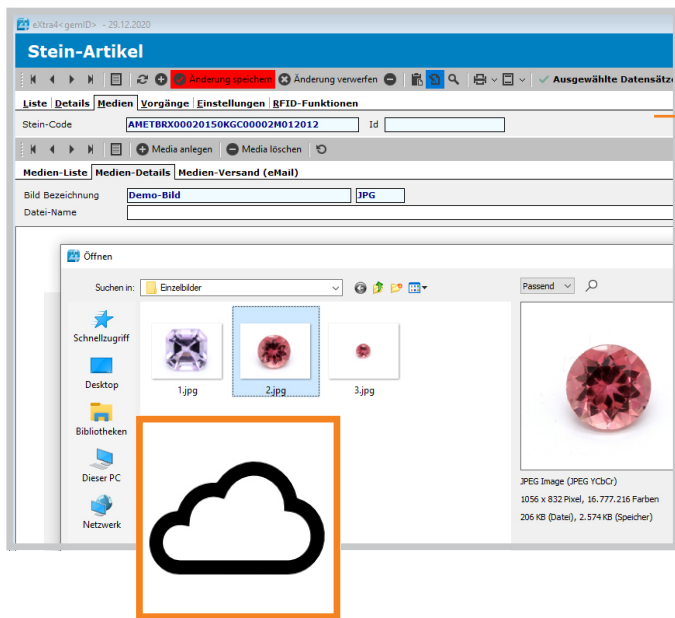 eXtra4<gemID> - 29.12.2020
Stein-Artikel
Änderung speichern Änderung verwerfen Ausgewählte Datensätze
Liste Details Medien Vorgänge Einstellungen RFID-Funktionen
Stein-Code AMETBRX00020150KGC00002M012012 Id
Media anlegen Media löschen
Medien-Liste Medien-Details Medien-Versand (eMail)
Bild Bezeichnung Demo-Bild JPG
Datei-Name
Öffnen
Suchen in: Einzelbilder Passend
Schnellzugriff
Desktop
Bibliotheken
Dieser PC
Netzwerk
1.jpg 2.jpg 3.jpg
JPEG Image (JPEG YCbCr)
1056 x 832 Pixel, 16.777.216 Farben
206 KB (Datei), 2.574 KB (Speicher)